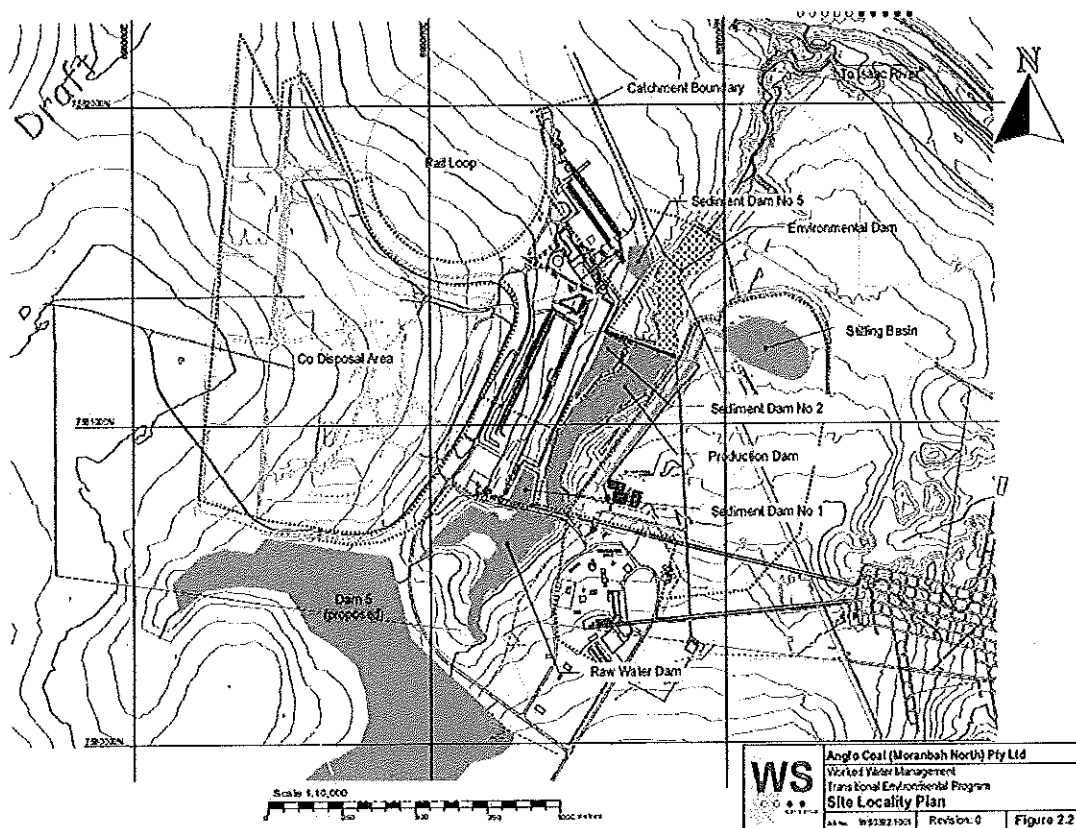 Draft
N
To Isaac River
Catchment Boundary
Rail Loop
Sediment Dam No 5
Environmental Dam
Stilling Basin
Co Disposal Area
Sediment Dam No 2
Production Dam
Sediment Dam No 1
Dam 5
(proposed)
Raw Water Dam
Scale 1:10,000
WS
Anglo Coal (Moranbah North) Pty Ltd
Worked Water Management
Transitional Environmental Program
Site Locality Plan
Revision: 0
Figure 2.2